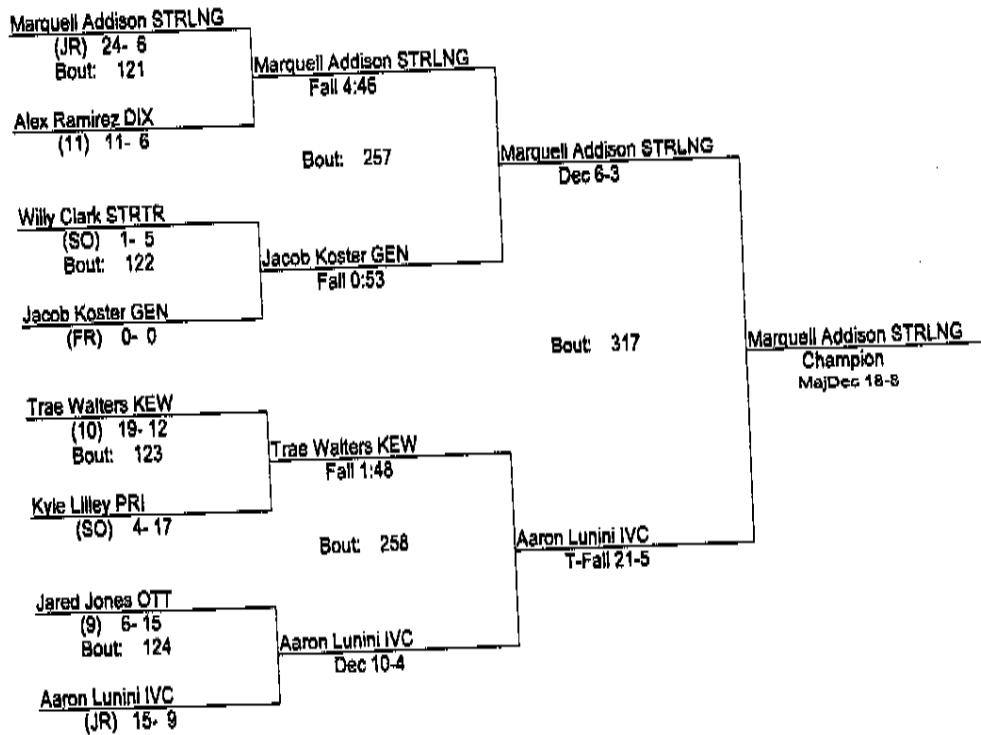 Marquell Addison STRLNG
(JR) 24- 6
Bout: 121
Alex Ramirez DIX
(11) 11- 6
Marquell Addison STRLNG
Fall 4:46
Bout: 257
Willy Clark STRTR
(SO) 1- 5
Bout: 122
Jacob Koster GEN
(FR) 0- 0
Jacob Koster GEN
Fall 0:53
Marquell Addison STRLNG
Dec 6-3
Bout: 317
Marquell Addison STRLNG
Champion
MajDec 18-8
Trae Walters KEW
(10) 19- 12
Bout: 123
Kyle Lilley PRI
(SO) 4- 17
Trae Walters KEW
Fall 1:48
Bout: 258
Jared Jones OTT
(9) 6- 15
Bout: 124
Aaron Lunini IVC
(JR) 15- 9
Aaron Lunini IVC
Dec 10-4
Aaron Lunini IVC
T-Fall 21-5